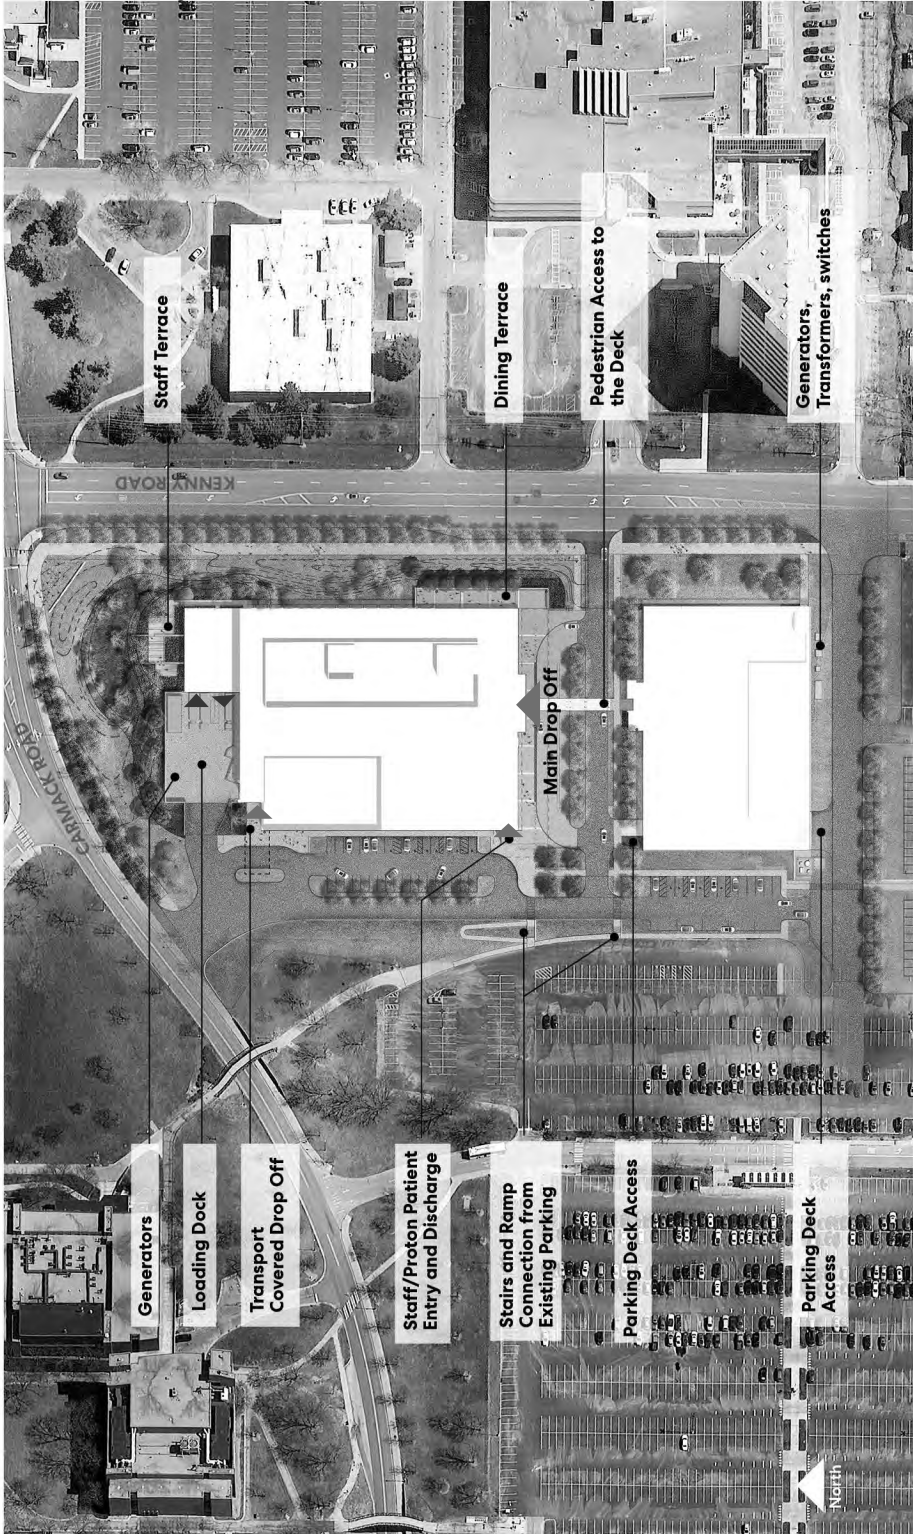 Staff Terrace
Dining Terrace
Pedestrian Access to
the Deck
Generators,
Transformers, switches
KENNY ROAD
CARMACK ROAD
Main Drop Off
Generators
Loading Dock
Transport
Covered Drop Off
Staff/Proton Patient
Entry and Discharge
Stairs and Ramp
Connection from
Existing Parking
Parking Deck Access
Parking Deck
Access
North